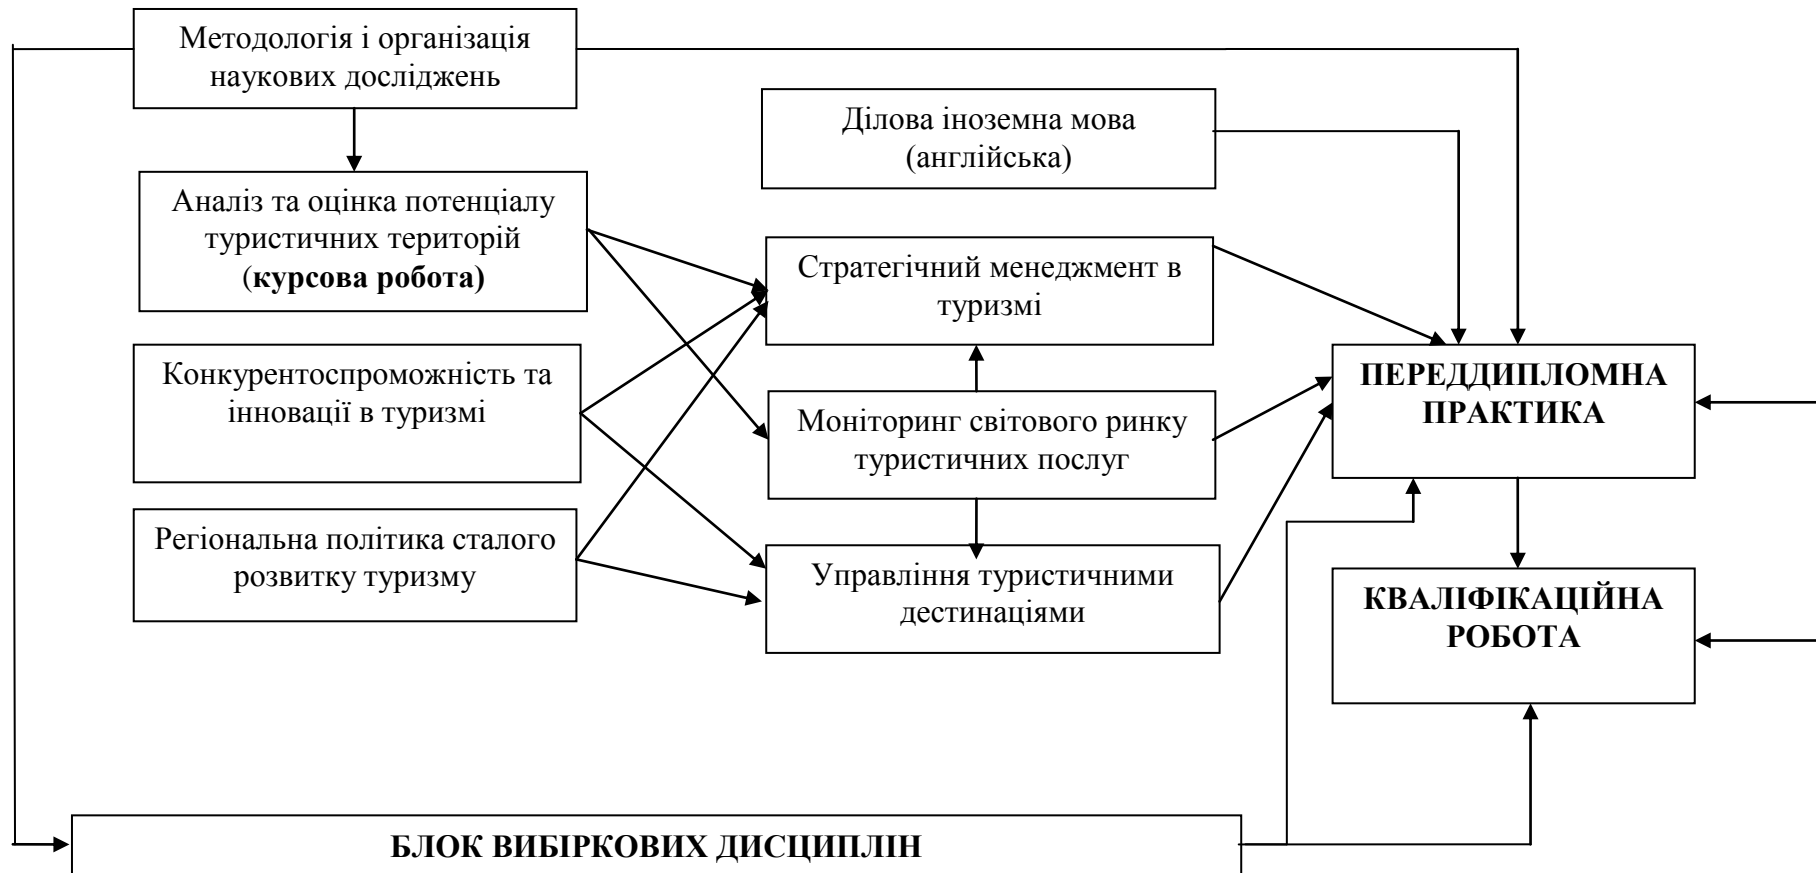 Методологія і організація
наукових досліджень
Ділова іноземна мова
(англійська)
Аналіз та оцінка потенціалу
туристичних територій
(курсова робота)
Стратегічний менеджмент в
туризмі
Конкурентоспроможність та
інновації в туризмі
ПЕРЕДДИПЛОМНА
ПРАКТИКА
Моніторинг світового ринку
туристичних послуг
Регіональна політика сталого
розвитку туризму
Управління туристичними
дестинаціями
КВАЛІФІКАЦІЙНА
РОБОТА
БЛОК ВИБІРКОВИХ ДИСЦИПЛІН